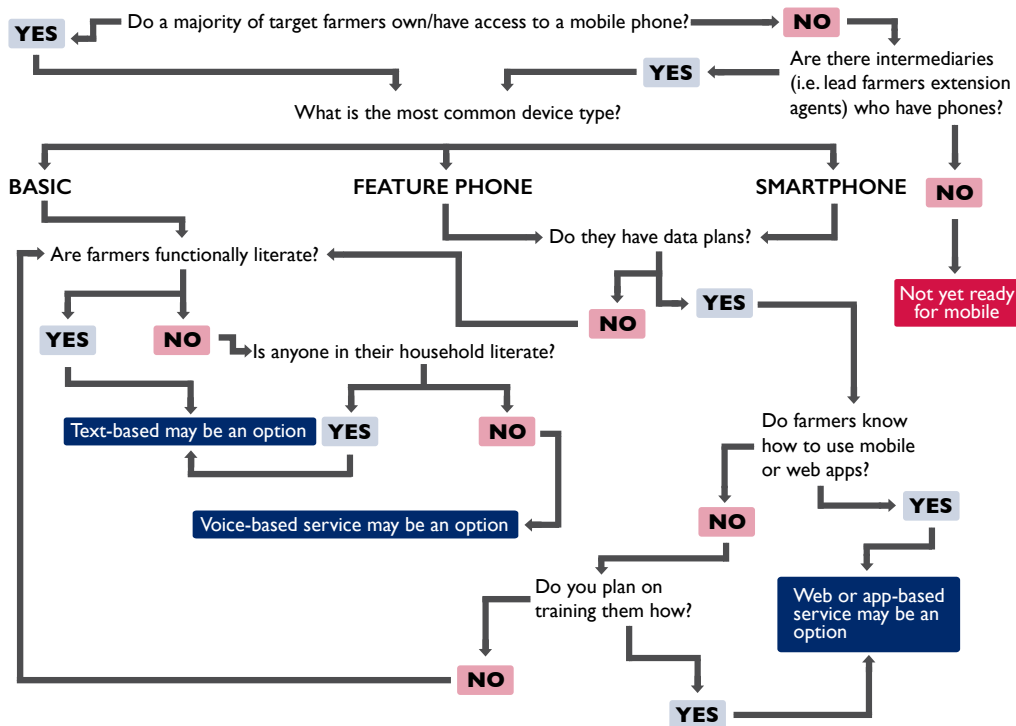 Do a majority of target farmers own/have access to a mobile phone?
YES
NO
Are there intermediaries
(i.e. lead farmers extension
agents) who have phones?
YES
What is the most common device type?
BASIC
FEATURE PHONE
SMARTPHONE
NO
Not yet ready
for mobile
Do they have data plans?
Are farmers functionally literate?
YES
NO
YES
NO
Is anyone in their household literate?
Text-based may be an option
YES
NO
Voice-based service may be an option
Do farmers know
how to use mobile
or web apps?
YES
NO
Do you plan on
training them how?
Web or app-based
service may be an
option
NO
YES